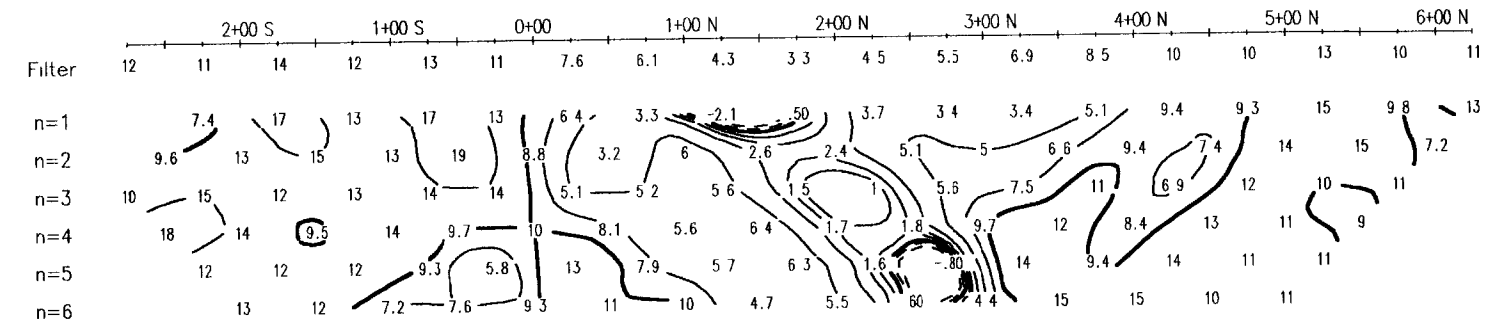 2+00 S 1+00 S 0+00 1+00 N 2+00 N 3+00 N 4+00 N 5+00 N 6+00 N
Filter 12 11 14 12 13 11 7.6 6.1 4.3 3 3 4 5 5.5 6.9 8 5 10 10 13 10 11
n=1 7.4 17 13 17 13 6 4 3.3 -2.1 .50 3.7 3 4 3.4 5.1 9.4 9 3 15 9 8 13
n=2 9.6 13 15 13 19 8.8 3.2 6 2.6 2.4 5.1 5 6 6 9.4 7 4 14 15 7.2
n=3 10 15 12 13 14 14 5.1 5 2 5 6 1 5 1 5.6 7.5 11 6 9 12 10 11
n=4 18 14 9.5 14 9.7 10 8.1 5.6 6 4 1.7 1.8 9.7 12 8.4 13 11 9
n=5 12 12 12 9.3 5.8 13 7.9 5 7 6 3 1.6 -.80 14 9.4 14 11 11
n=6 13 12 7.2 7.6 9 3 11 10 4.7 5.5 60 4 4 15 15 10 11